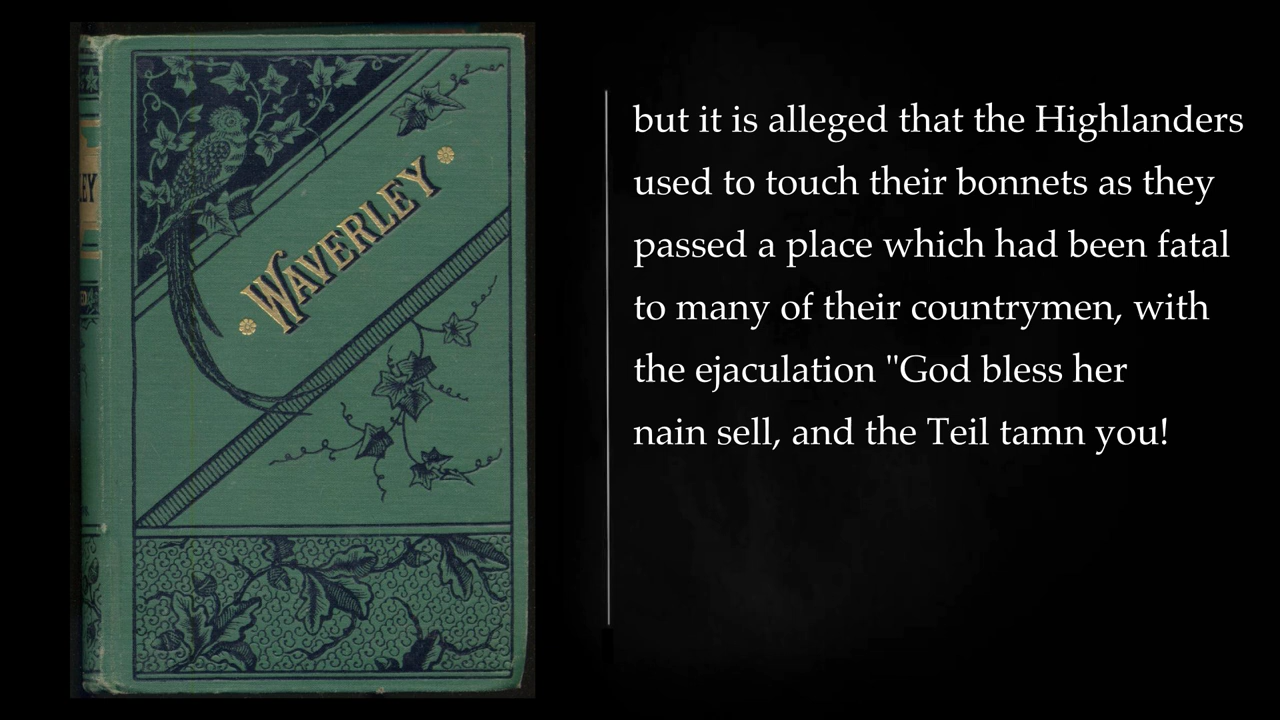 WAVERLEY
EY
but it is alleged that the Highlanders
used to touch their bonnets as they
passed a place which had been fatal
to many of their countrymen, with
the ejaculation "God bless her
nain sell, and the Teil tamn you!